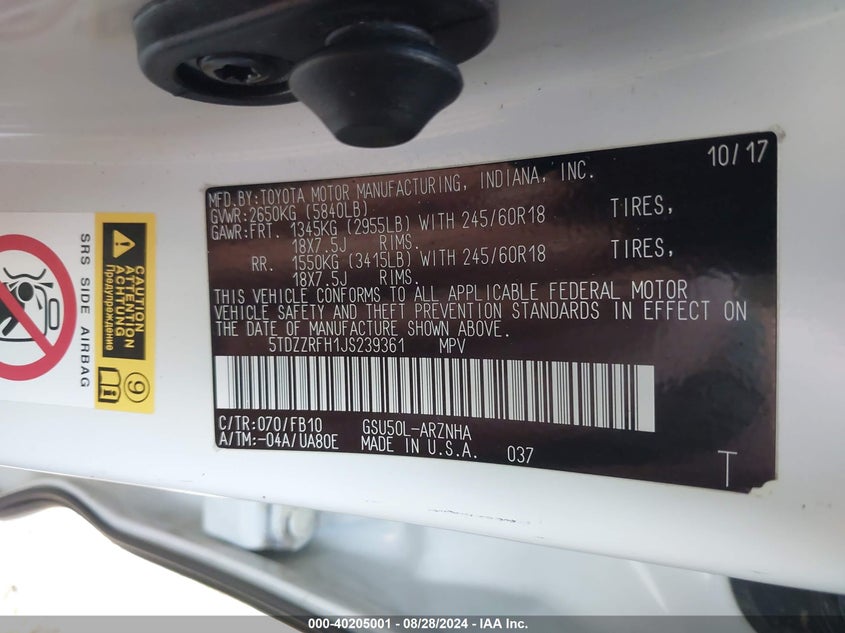 10/17
MFD.BY:TOYOTA MOTOR MANUFACTURING, INDIANA, INC.
GVWR:2650KG (5840LB)
GAWR:FRT. 1345KG (2955LB) WITH 245/60R18 TIRES,
18X7.5J RIMS.
RR. 1550KG (3415LB) WITH 245/60R18 TIRES,
18X7.5J RIMS.
THIS VEHICLE CONFORMS TO ALL APPLICABLE FEDERAL MOTOR
VEHICLE SAFETY AND THEFT PREVENTION STANDARDS IN EFFECT ON
THE DATE OF MANUFACTURE SHOWN ABOVE.
5TDZZRFH1JS239361 MPV
C/TR:070/FB10 GSU50L-ARZNHA
A/TM:-04A/UA80E MADE IN U.S.A. 037
T
SRS SIDE AIRBAG
CAUTION
ATTENTION
ACHTUNG
Предупреждение
9
000-40205001 - 08/28/2024 - IAA Inc.